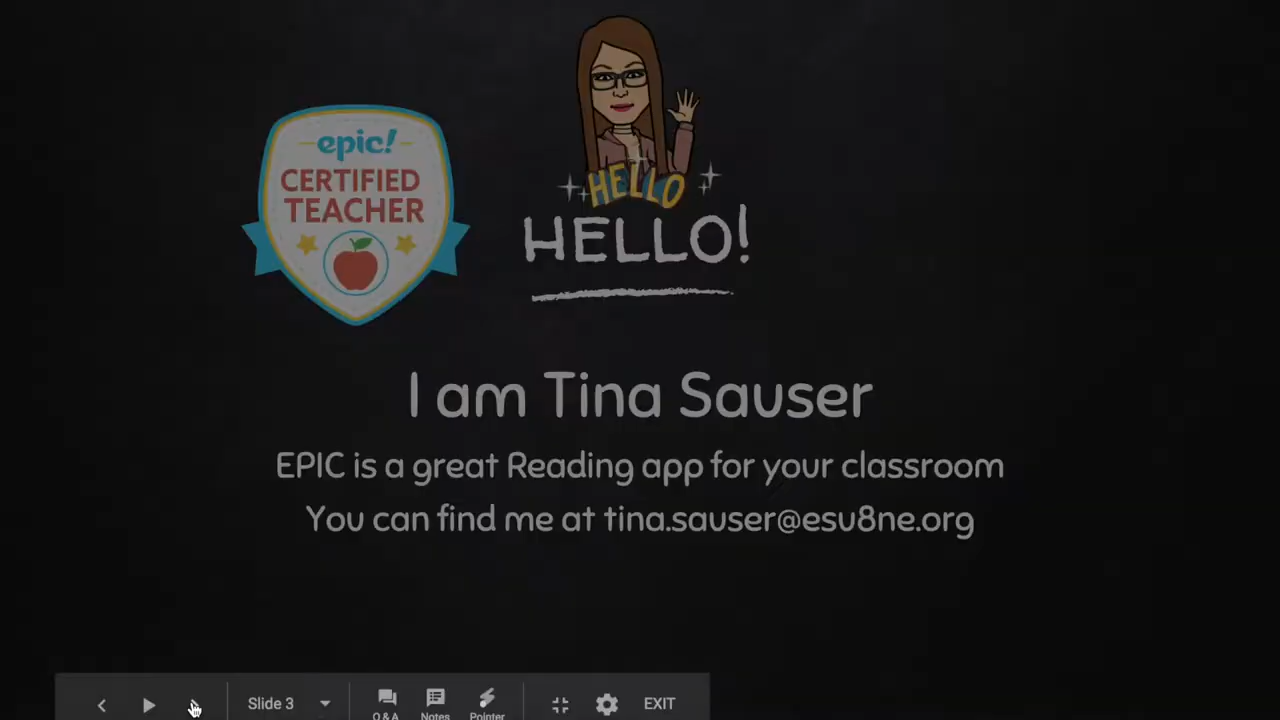 epic!
CERTIFIED
TEACHER
HELLO
HELLO!
I am Tina Sauser
EPIC is a great Reading app for your classroom
You can find me at tina.sauser@esu8ne.org
Slide 3
Q & A
Notes
Pointer
EXIT